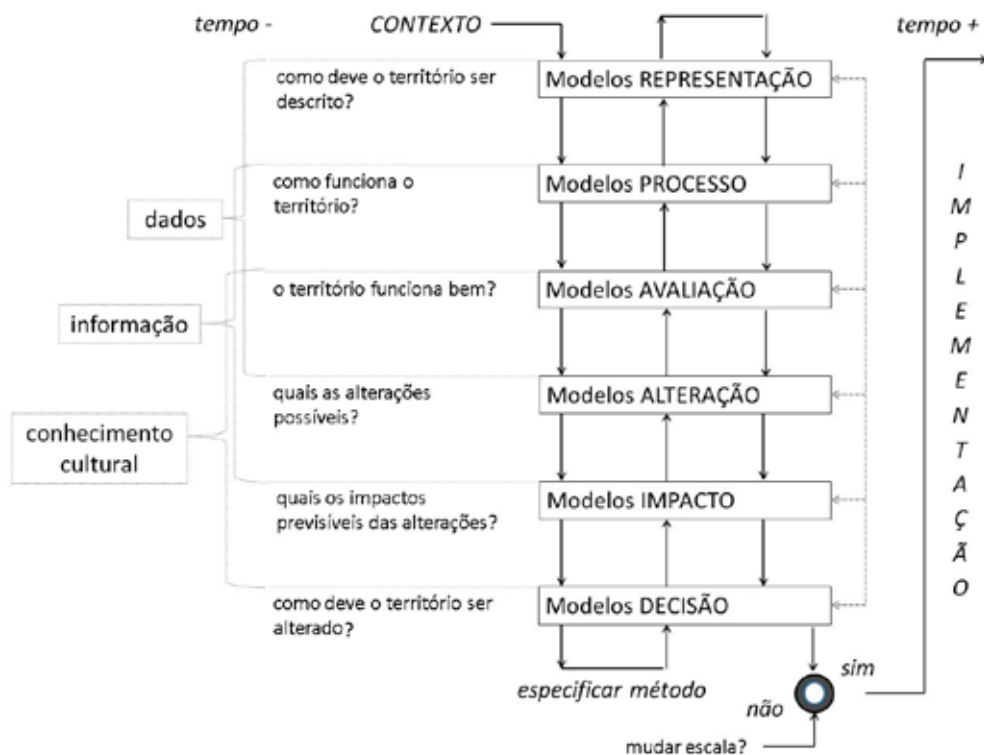 tempo -
CONTEXTO
tempo +
como deve o território ser
descrito?
Modelos REPRESENTAÇÃO
como funciona o
território?
Modelos PROCESSO
dados
o território funciona bem?
Modelos AVALIAÇÃO
informação
quais as alterações
possíveis?
Modelos ALTERAÇÃO
conhecimento
cultural
quais os impactos
previsíveis das alterações?
Modelos IMPACTO
como deve o território ser
alterado?
Modelos DECISÃO
especificar método
sim
não
mudar escala?
I
M
P
L
E
M
E
N
T
A
Ç
Ã
O